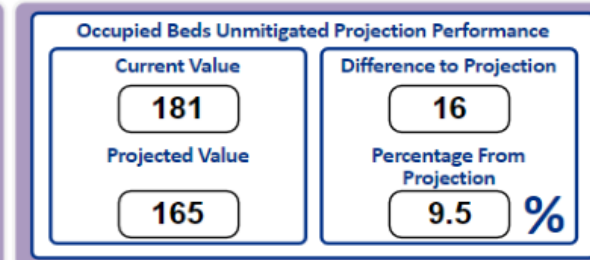 Occupied Beds Unmitigated Projection Performance
Current Value
181
Projected Value
165
Difference to Projection
16
Percentage From
Projection
9.5 %